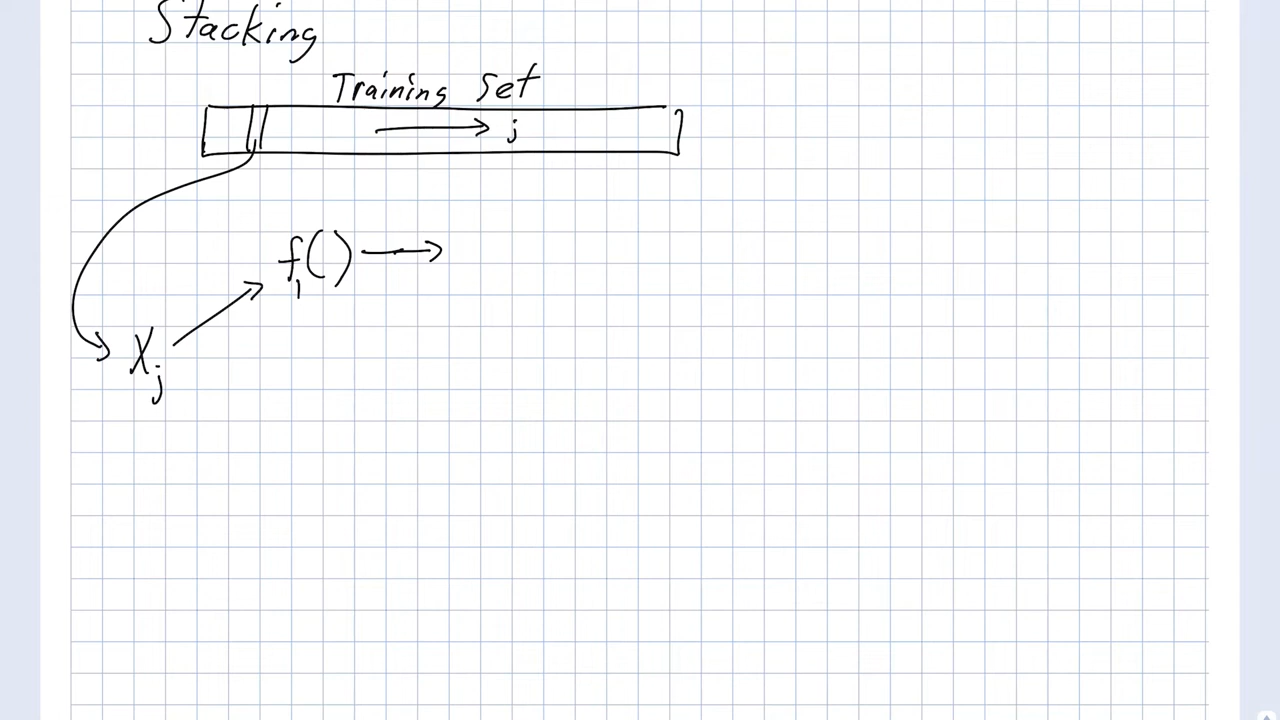 Stacking
Training Set
j
f₁()
Xⱼ